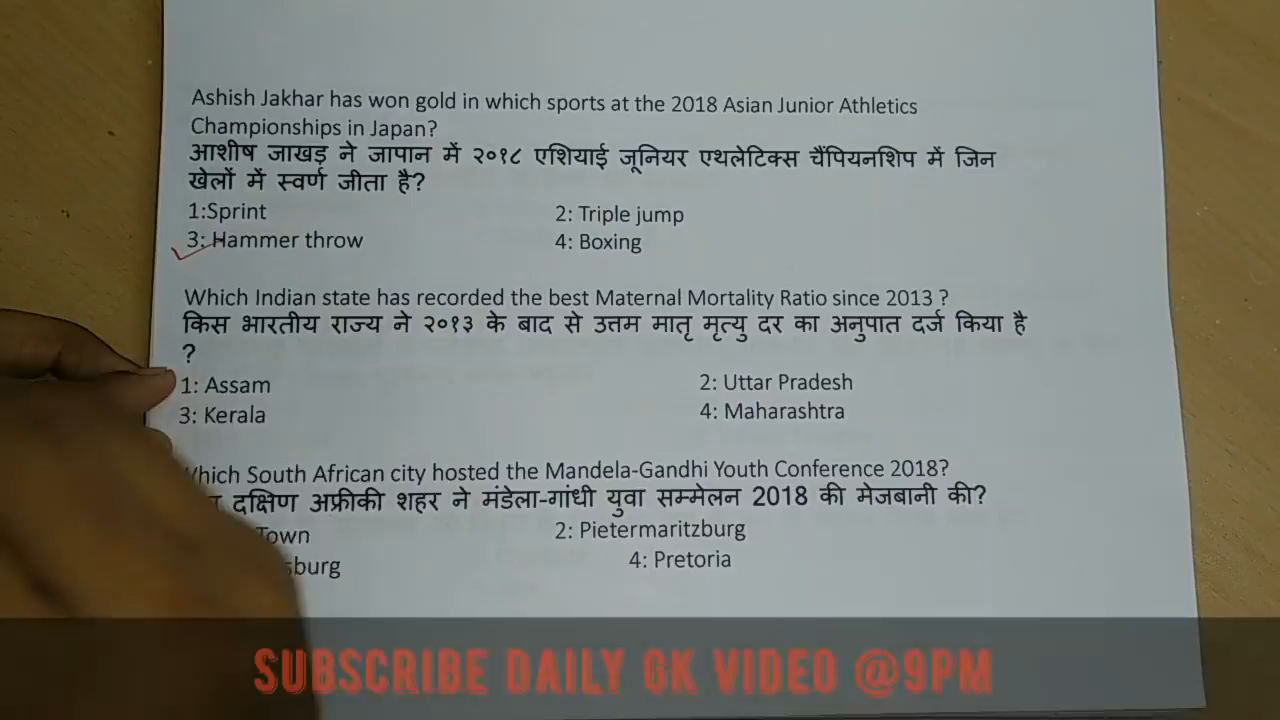 Ashish Jakhar has won gold in which sports at the 2018 Asian Junior Athletics
Championships in Japan?
आशीष जाखड़ ने जापान में २०१८ एशियाई जूनियर एथलेटिक्स चैंपियनशिप में जिन
खेलों में स्वर्ण जीता है?
1:Sprint 2: Triple jump
3: Hammer throw 4: Boxing
Which Indian state has recorded the best Maternal Mortality Ratio since 2013 ?
किस भारतीय राज्य ने २०१३ के बाद से उत्तम मातृ मृत्यु दर का अनुपात दर्ज किया है
?
1: Assam 2: Uttar Pradesh
3: Kerala 4: Maharashtra
Which South African city hosted the Mandela-Gandhi Youth Conference 2018?
दक्षिण अफ्रीकी शहर ने मंडेला-गांधी युवा सम्मेलन 2018 की मेजबानी की?
Town 2: Pietermaritzburg
4: Pretoria
SUBSCRIBE DAILY GK VIDEO @9PM